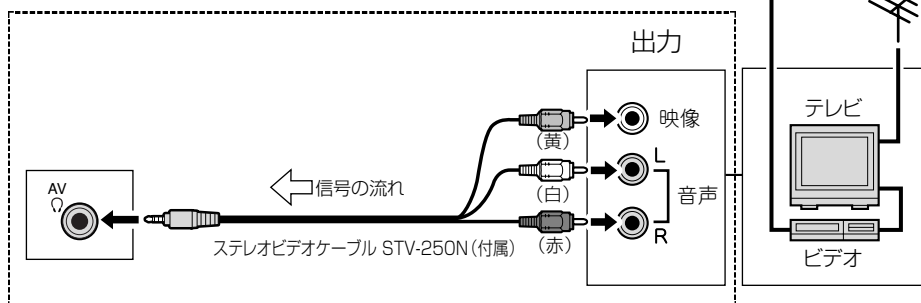 出力
映像
(黄)
L
(白)
音声
R
(赤)
AV
信号の流れ
ステレオビデオケーブル STV-250N(付属)
テレビ
ビデオ